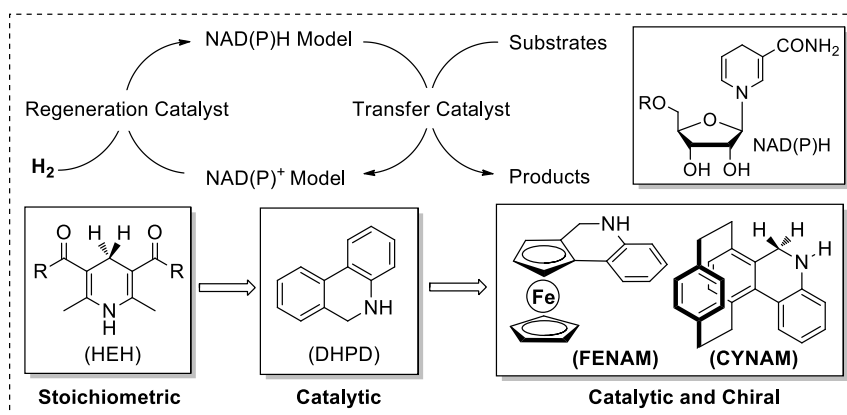 NAD(P)H Model
Substrates
Regeneration Catalyst
Transfer Catalyst
H2
NAD(P)+ Model
Products
CONH2
N
RO
O
OH OH
NAD(P)H
O H H O
R R
N
H
(HEH)
NH
(DHPD)
NH
Fe
(FENAM)
H
H
N
H
(CYNAM)
Stoichiometric
Catalytic
Catalytic and Chiral